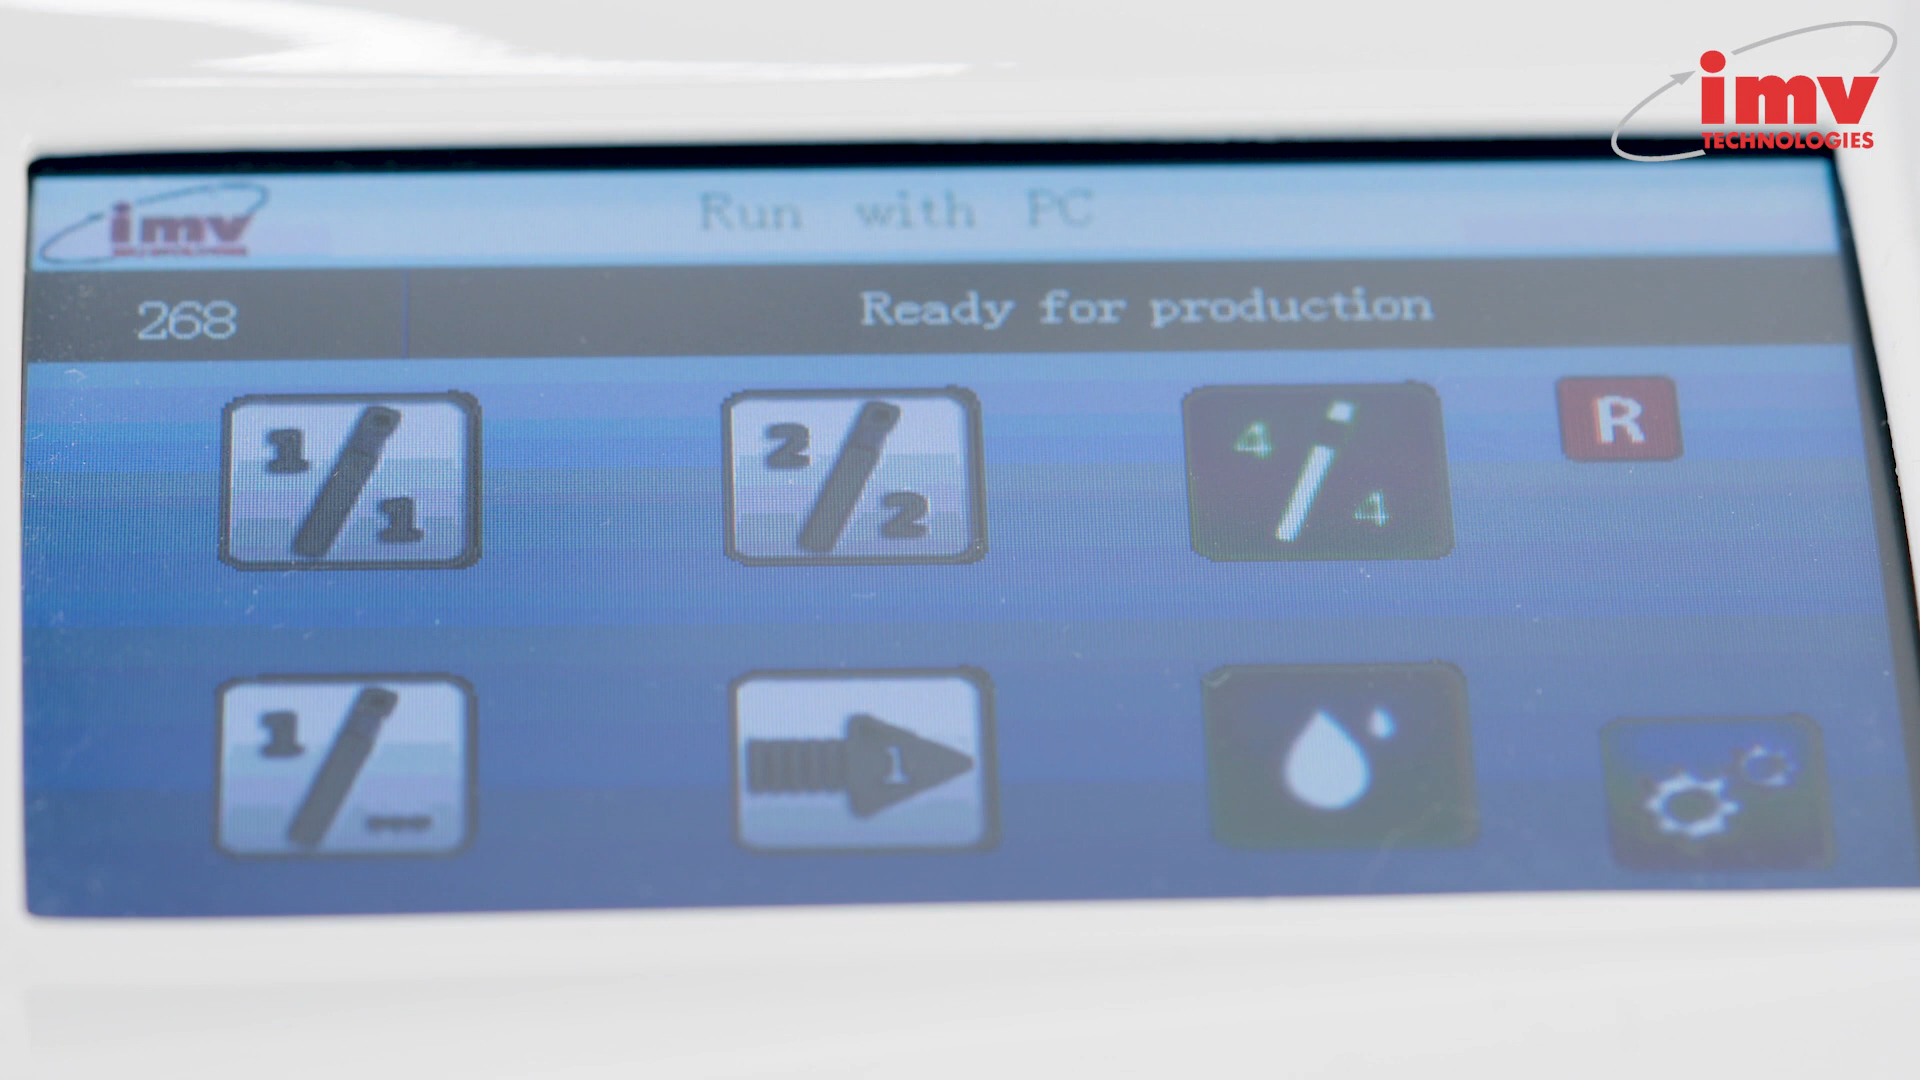 imv
TECHNOLOGIES
imv
Run with PC
268
Ready for production
1 1
2 2
4 4
R
1 ---
1